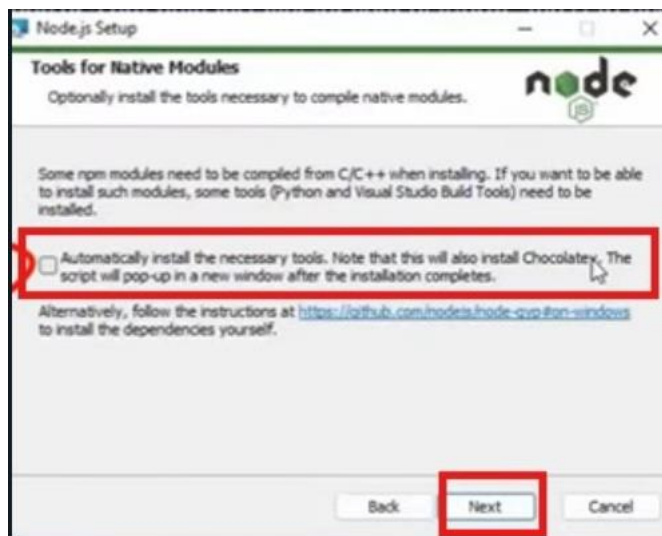 Node.js Setup
Tools for Native Modules
Optionally install the tools necessary to compile native modules.
node
JS
Some npm modules need to be compiled from C/C++ when installing. If you want to be able
to install such modules, some tools (Python and Visual Studio Build Tools) need to be
installed.
Automatically install the necessary tools. Note that this will also install Chocolatey. The
script will pop-up in a new window after the installation completes.
Alternatively, follow the instructions at https://github.com/nodejs/node-gyp#on-windows
to install the dependencies yourself.
Back
Next
Cancel